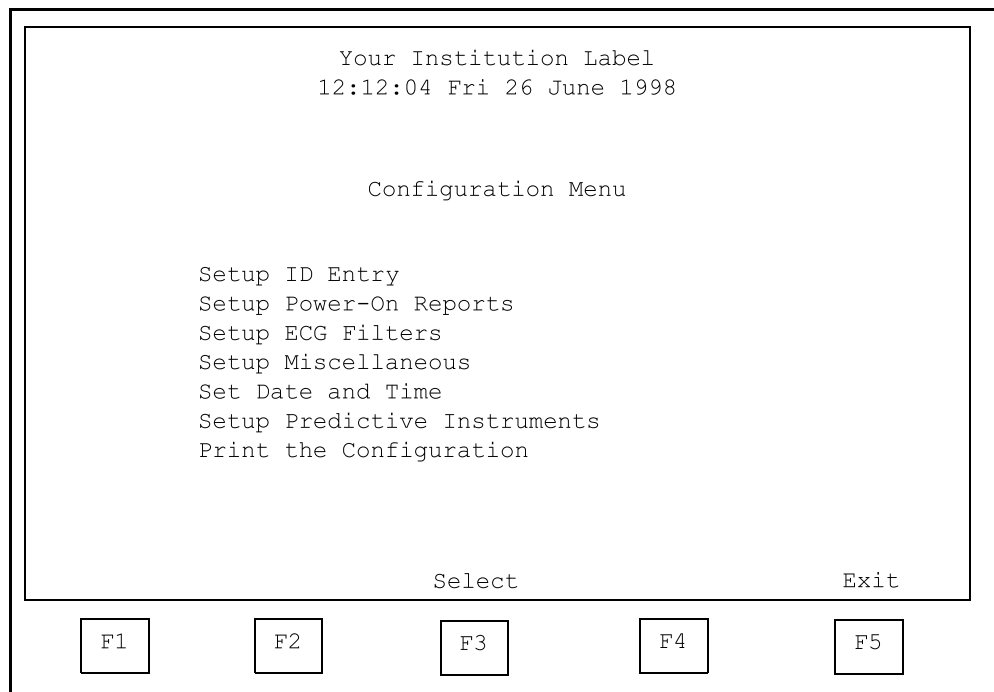 Your Institution Label
12:12:04 Fri 26 June 1998
Configuration Menu
Setup ID Entry
Setup Power-On Reports
Setup ECG Filters
Setup Miscellaneous
Set Date and Time
Setup Predictive Instruments
Print the Configuration
Select Exit
F1 F2 F3 F4 F5